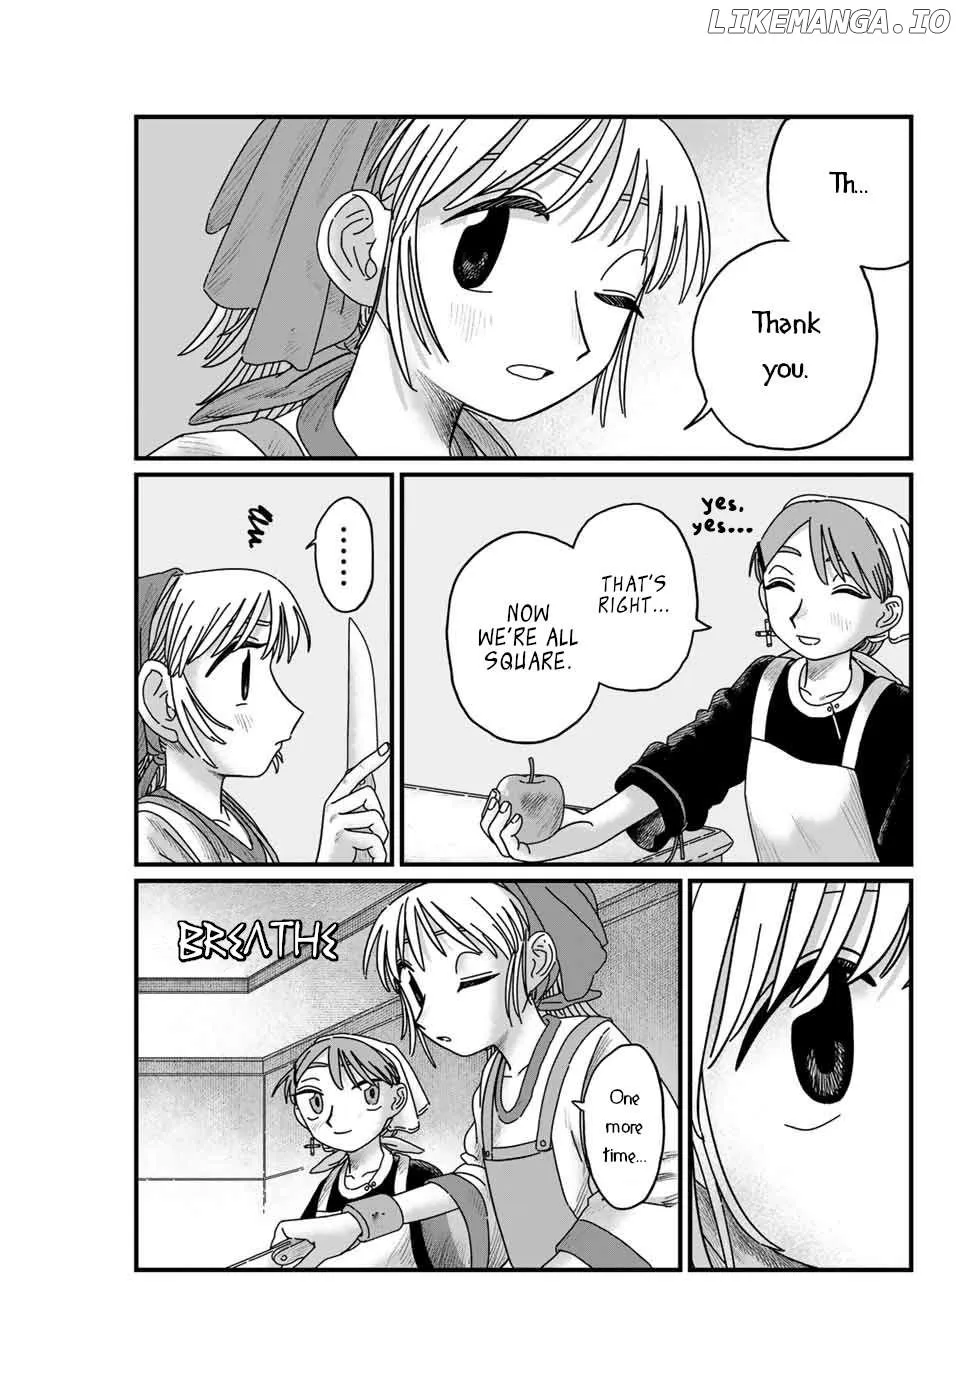 LIKEMANGA.IO
Th...
Thank
you.
yes,
yes...
THAT'S
RIGHT...
NOW
WE'RE ALL
SQUARE.
.......
BREATHE
One
more
time...